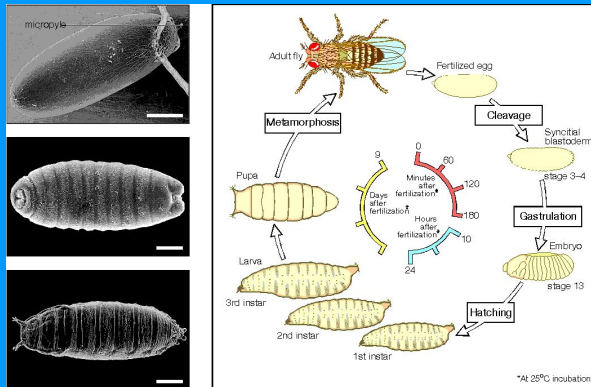 micropyle
Adult fly
Fertilized egg
Cleavage
Syncitial
blastoderm
stage 3–4
Gastrulation
Embryo
stage 13
Hatching
1st instar
2nd instar
3rd instar
Larva
Pupa
Metamorphosis
0
60
120
180
Minutes
after
fertilization*
10
24
Hours
after
fertilization*
9
Days
after
fertilization*
*At 25°C incubation